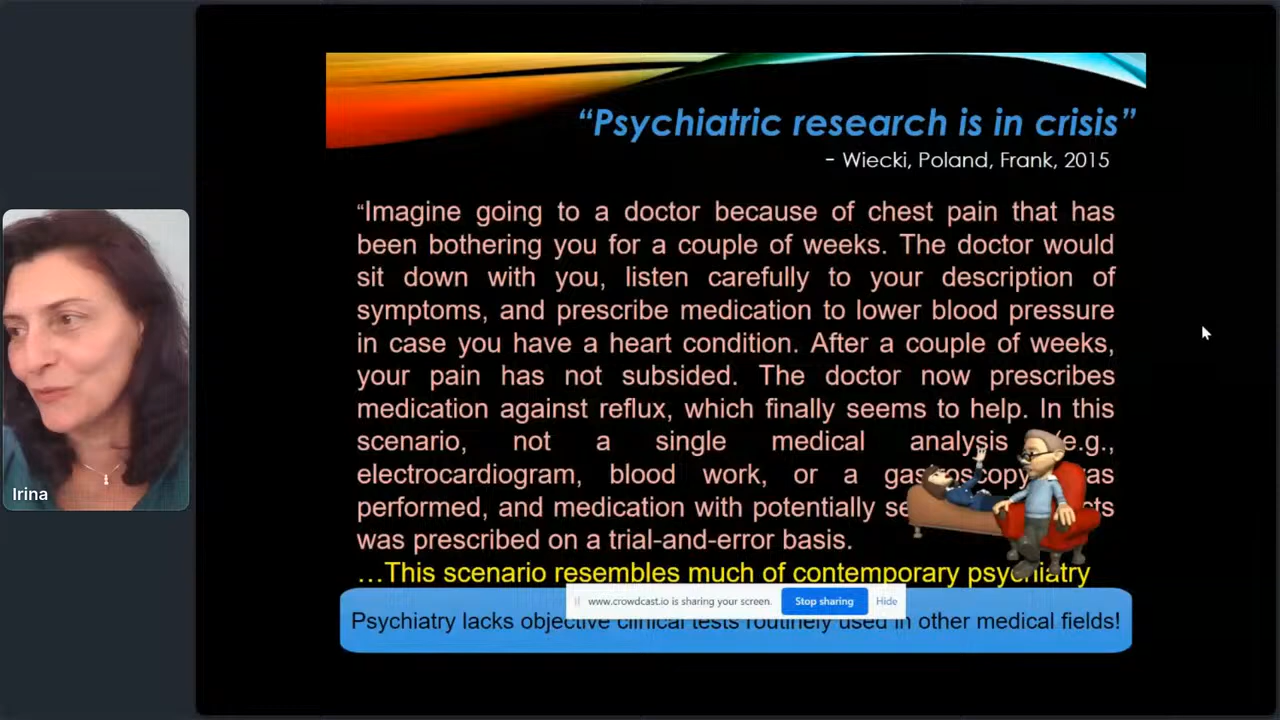 “Psychiatric research is in crisis”
- Wiecki, Poland, Frank, 2015
“Imagine going to a doctor because of chest pain that has
been bothering you for a couple of weeks. The doctor would
sit down with you, listen carefully to your description of
symptoms, and prescribe medication to lower blood pressure
in case you have a heart condition. After a couple of weeks,
your pain has not subsided. The doctor now prescribes
medication against reflux, which finally seems to help. In this
scenario, not a single medical analysis (e.g.,
electrocardiogram, blood work, or a gastroscopy was
performed, and medication with potentially
was prescribed on a trial-and-error basis.
…This scenario resembles much of contemporary psychiatry
www.crowdcast.io is sharing your screen.
Stop sharing
Hide
Psychiatry lacks objective clinical tests routinely used in other medical fields!
Irina